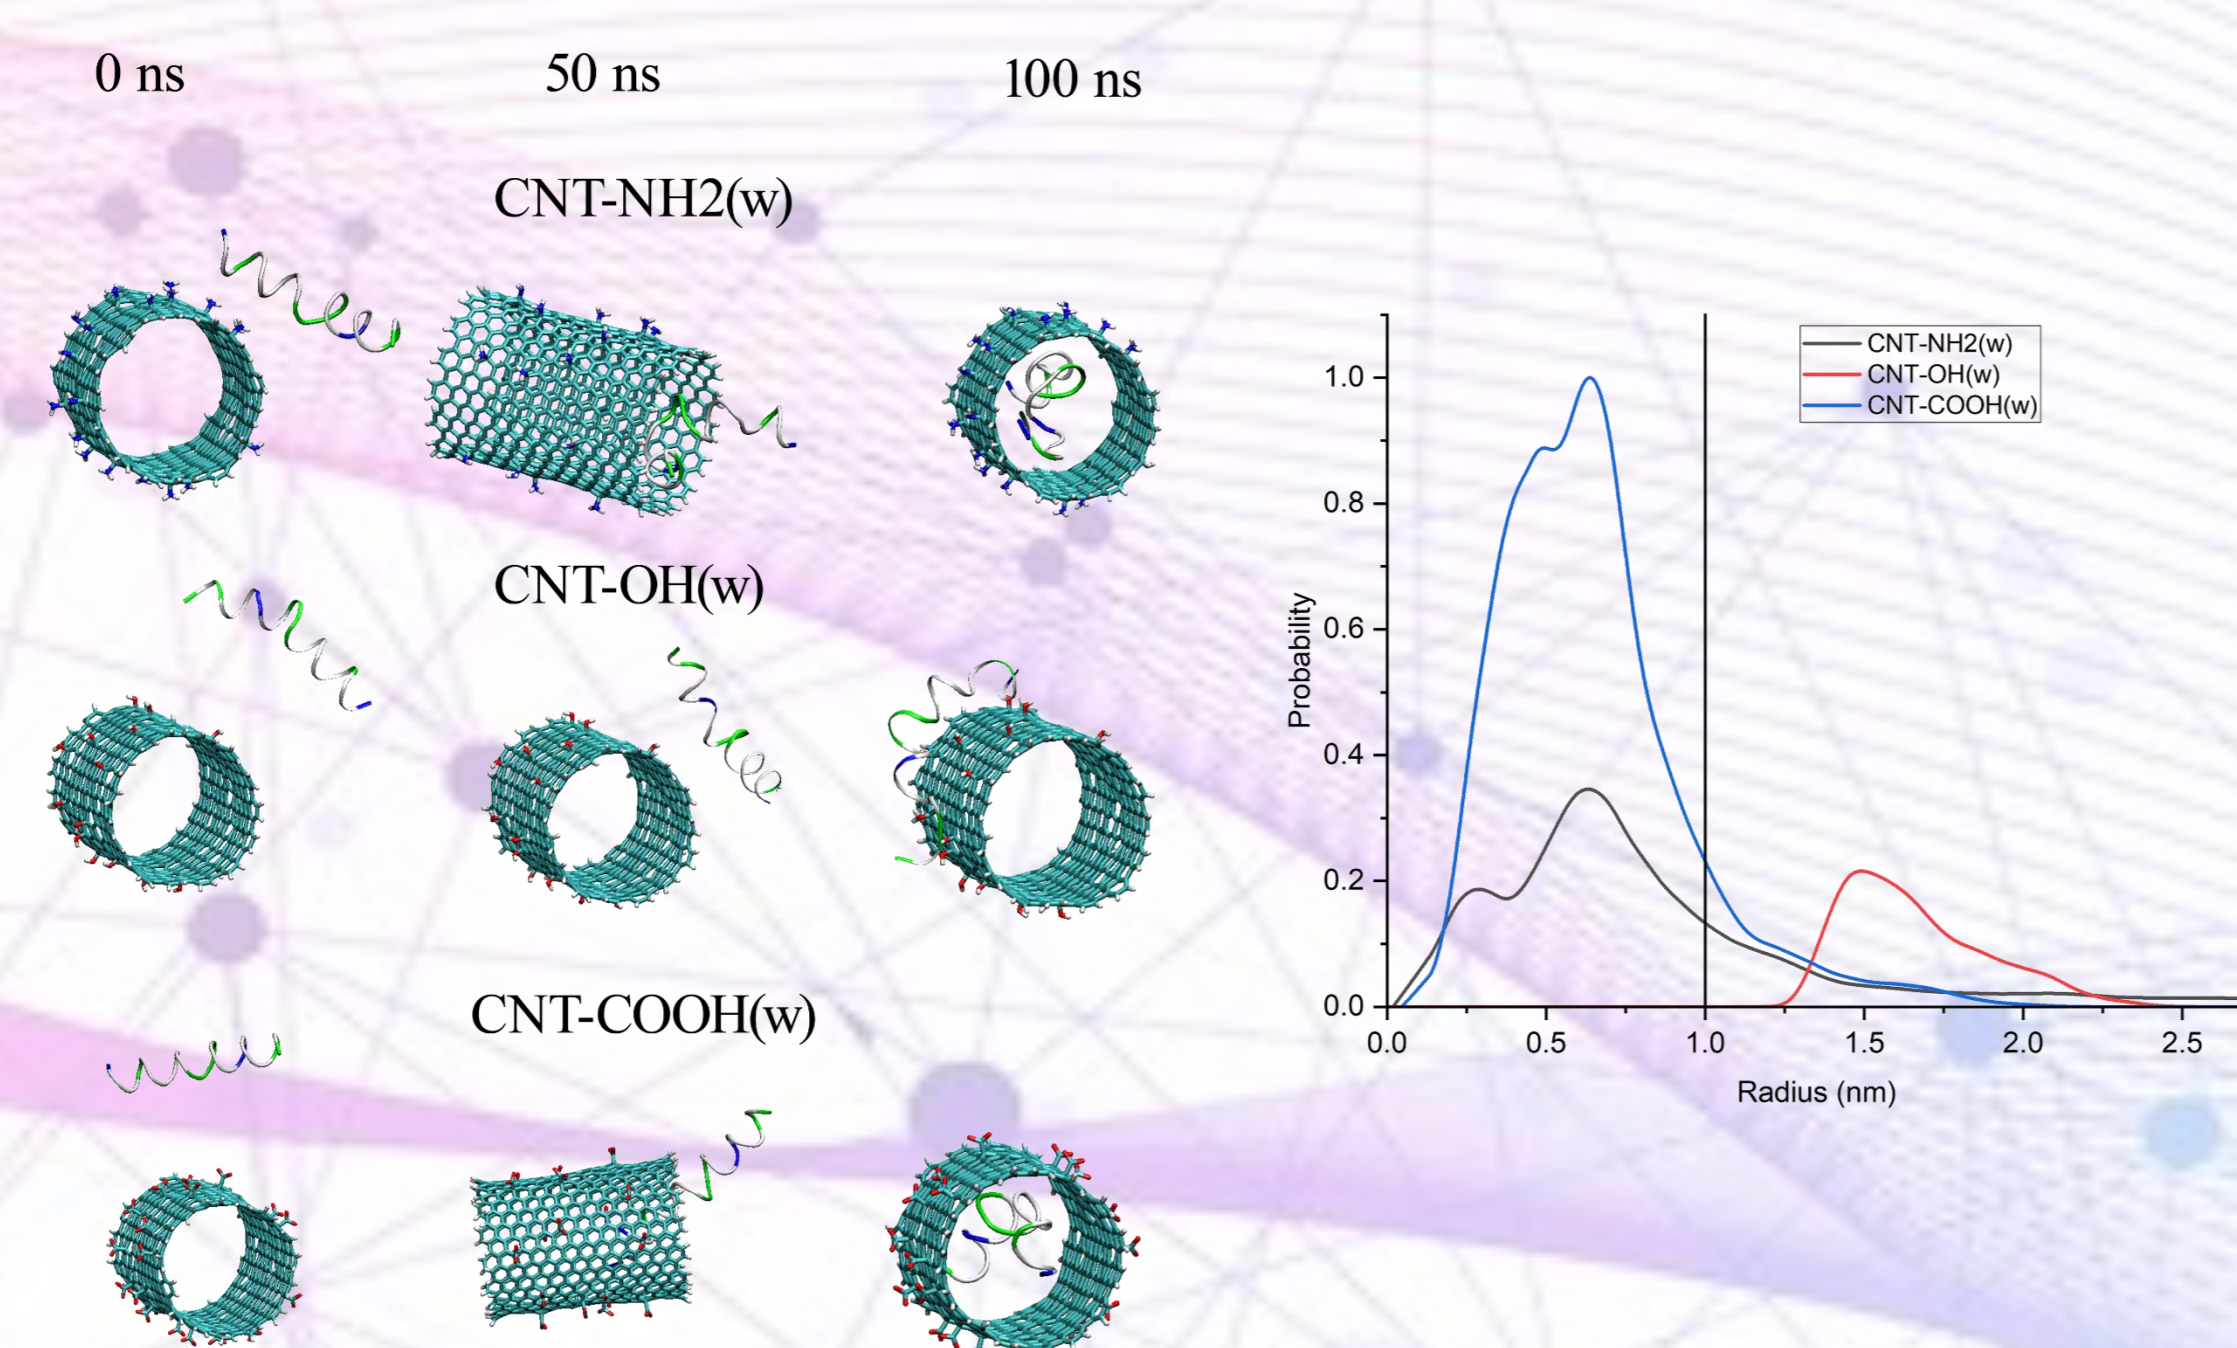 0 ns
50 ns
100 ns
CNT-NH2(w)
CNT-OH(w)
CNT-COOH(w)
CNT-NH2(w)
CNT-OH(w)
CNT-COOH(w)
Probability
1.0
0.8
0.6
0.4
0.2
0.0
0.0
0.5
1.0
1.5
2.0
2.5
Radius (nm)